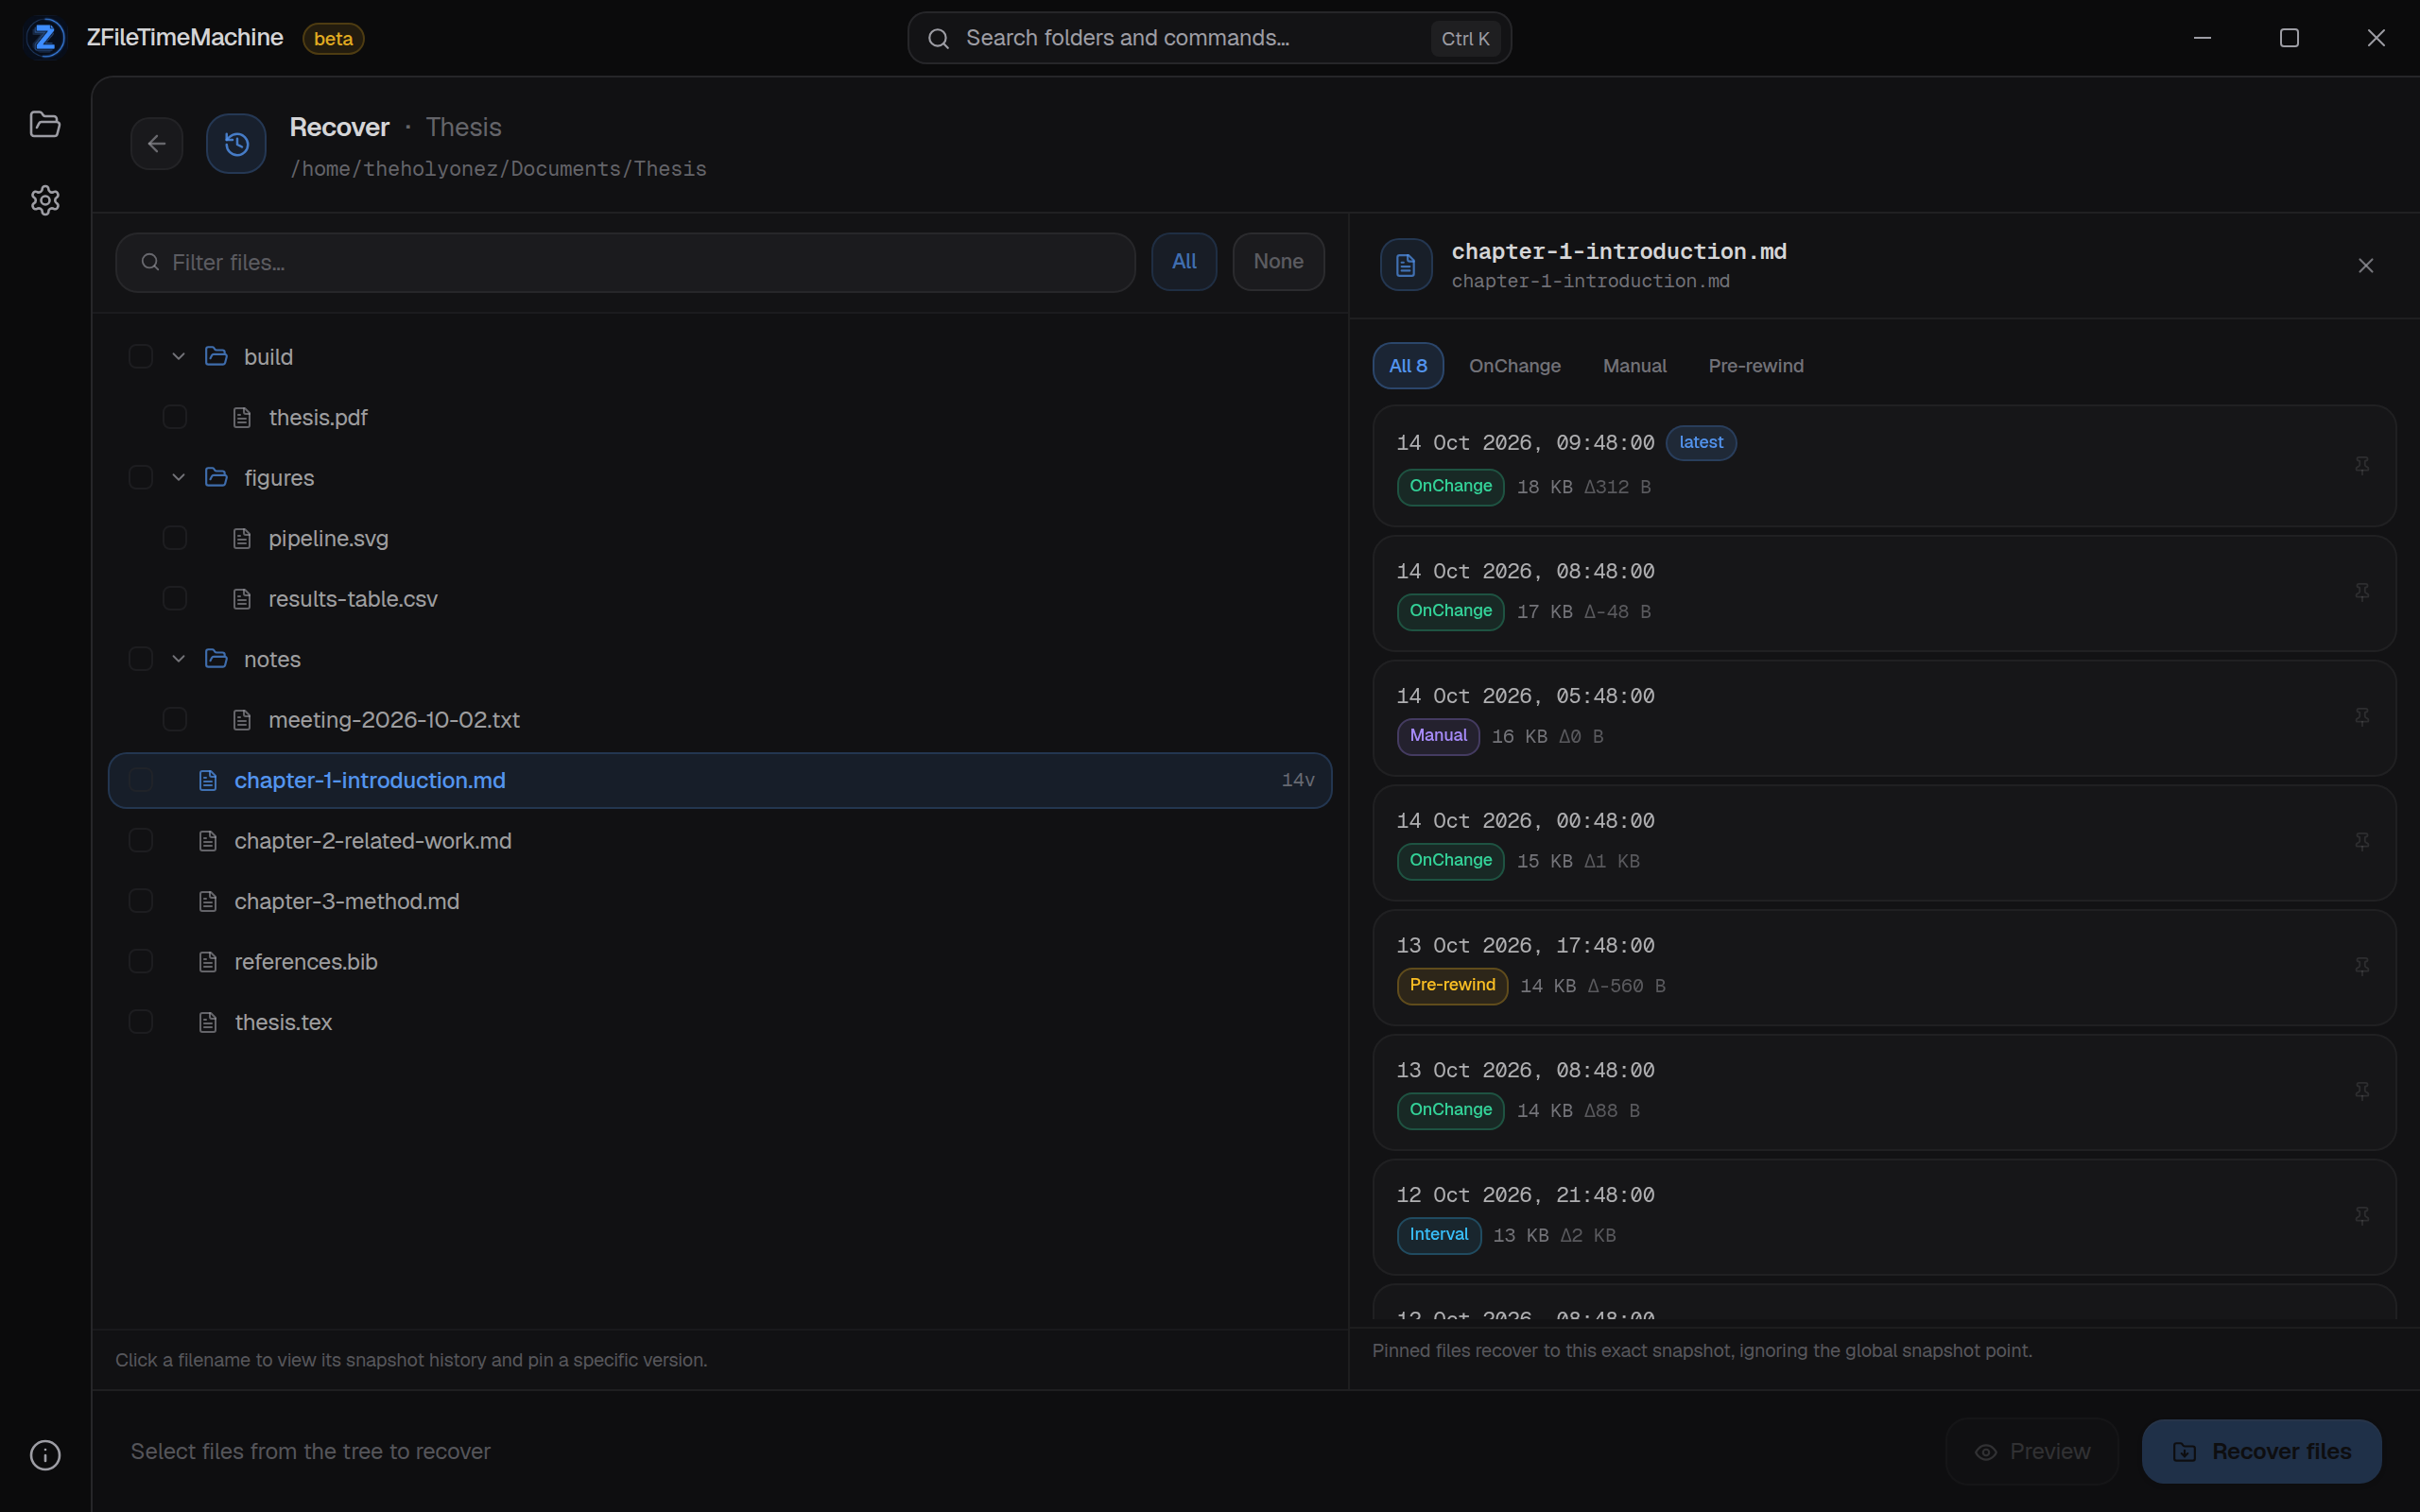 ZFileTimeMachine beta
Search folders and commands... Ctrl K
Recover · Thesis
/home/theholyonez/Documents/Thesis
Filter files... All None
build
thesis.pdf
figures
pipeline.svg
results-table.csv
notes
meeting-2026-10-02.txt
chapter-1-introduction.md 14v
chapter-2-related-work.md
chapter-3-method.md
references.bib
thesis.tex
Click a filename to view its snapshot history and pin a specific version.
chapter-1-introduction.md
chapter-1-introduction.md
All 8 OnChange Manual Pre-rewind
14 Oct 2026, 09:48:00 latest
OnChange 18 KB Δ312 B
14 Oct 2026, 08:48:00
OnChange 17 KB Δ-48 B
14 Oct 2026, 05:48:00
Manual 16 KB Δ0 B
14 Oct 2026, 00:48:00
OnChange 15 KB Δ1 KB
13 Oct 2026, 17:48:00
Pre-rewind 14 KB Δ-560 B
13 Oct 2026, 08:48:00
OnChange 14 KB Δ88 B
12 Oct 2026, 21:48:00
Interval 13 KB Δ2 KB
12 Oct 2026, 08:48:00
Pinned files recover to this exact snapshot, ignoring the global snapshot point.
Select files from the tree to recover
Preview
Recover files